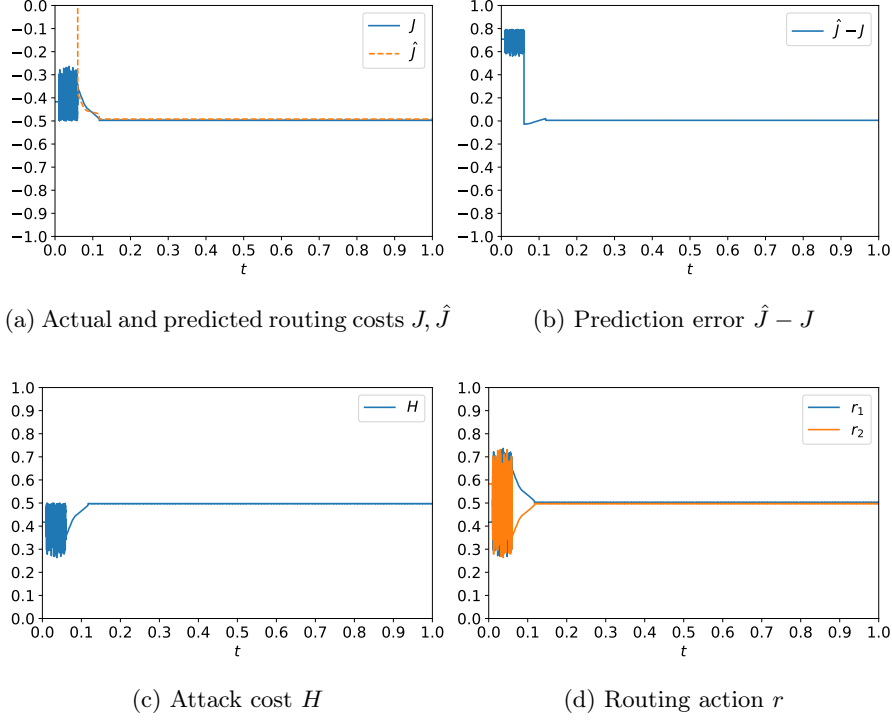 0.0
−0.1
−0.2
−0.3
−0.4
−0.5
−0.6
−0.7
−0.8
−0.9
−1.0
0.0 0.1 0.2 0.3 0.4 0.5 0.6 0.7 0.8 0.9 1.0
t
J
Ĵ
(a) Actual and predicted routing costs J, Ĵ
1.0
0.8
0.6
0.4
0.2
0.0
−0.2
−0.4
−0.6
−0.8
−1.0
0.0 0.1 0.2 0.3 0.4 0.5 0.6 0.7 0.8 0.9 1.0
t
Ĵ − J
(b) Prediction error Ĵ − J
1.0
0.9
0.8
0.7
0.6
0.5
0.4
0.3
0.2
0.1
0.0
0.0 0.1 0.2 0.3 0.4 0.5 0.6 0.7 0.8 0.9 1.0
t
H
(c) Attack cost H
1.0
0.9
0.8
0.7
0.6
0.5
0.4
0.3
0.2
0.1
0.0
0.0 0.1 0.2 0.3 0.4 0.5 0.6 0.7 0.8 0.9 1.0
t
r₁
r₂
(d) Routing action r